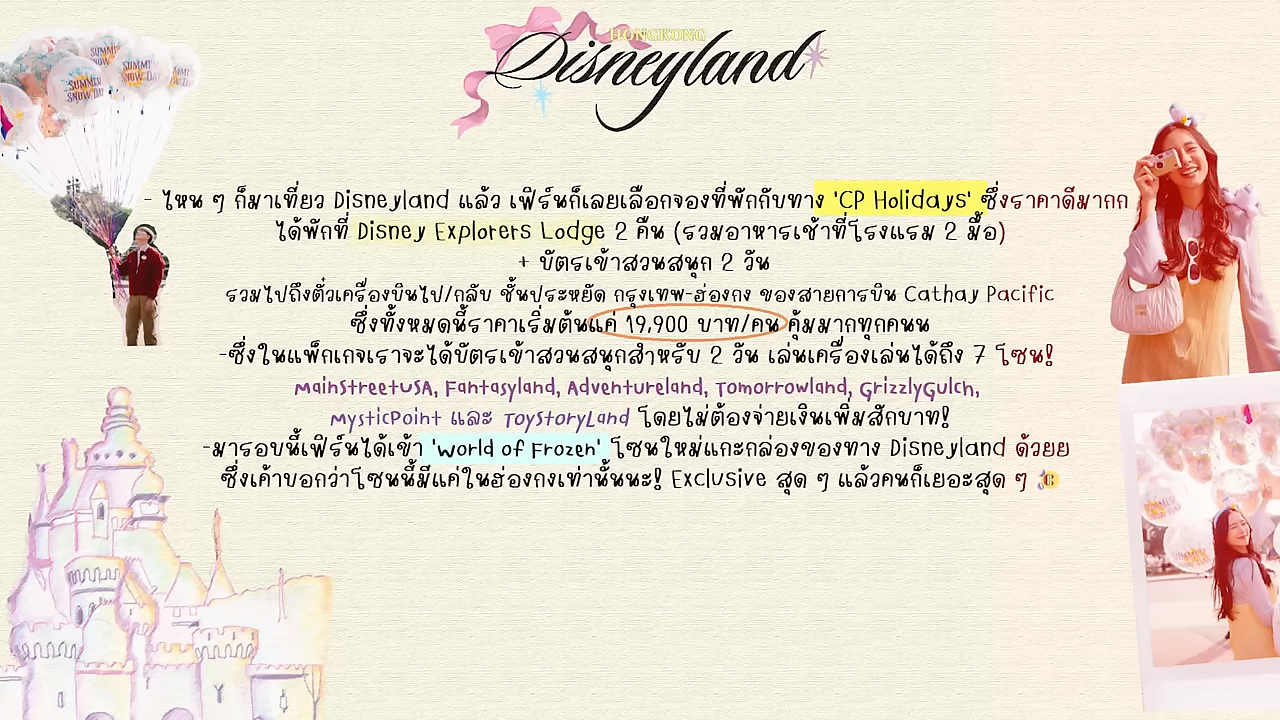 HONGKONG
Disneyland
SUMMER SNOW DAY
- ไหน ๆ ก็มาเที่ยว Disneyland แล้ว เฟิร์นก็เลยเลือกจองที่พักกับทาง 'CP Holidays' ซึ่งราคาดีมากก
ได้พักที่ Disney Explorers Lodge 2 คืน (รวมอาหารเช้าที่โรงแรม 2 มื้อ)
+ บัตรเข้าสวนสนุก 2 วัน
รวมไปถึงตั๋วเครื่องบินไป/กลับ ชั้นประหยัด กรุงเทพ-ฮ่องกง ของสายการบิน Cathay Pacific
ซึ่งทั้งหมดนี้ราคาเริ่มต้นแค่ 19,900 บาท/คน คุ้มมากทุกคนน
-ซึ่งในแพ็กเกจเราจะได้บัตรเข้าสวนสนุกสำหรับ 2 วัน เล่นเครื่องเล่นได้ถึง 7 โซน!
MainStreetUSA, Fantasyland, Adventureland, Tomorrowland, GrizzlyGulch,
MysticPoint และ ToyStoryLand โดยไม่ต้องจ่ายเงินเพิ่มสักบาท!
-มารอบนี้เฟิร์นได้เข้า 'World of Frozen' โซนใหม่แกะกล่องของทาง Disneyland ด้วยย
ซึ่งเค้าบอกว่าโซนนี้มีแค่ในฮ่องกงเท่านั้นนะ! Exclusive สุด ๆ แล้วคนก็เยอะสุด ๆ